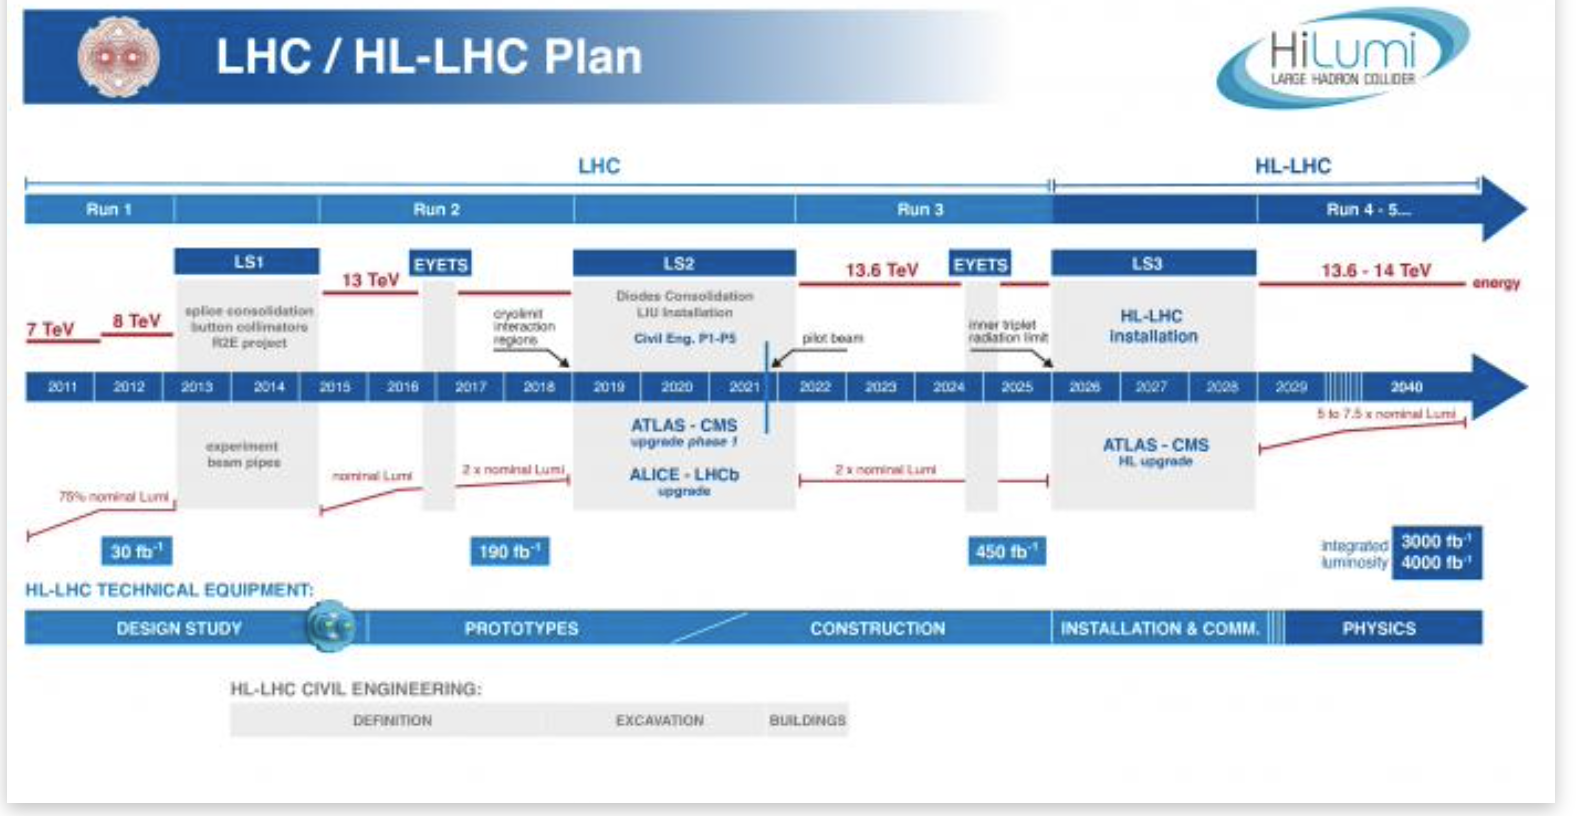 LHC / HL-LHC Plan
HiLumi
LARGE HADRON COLLIDER
LHC
HL-LHC
Run 1
Run 2
Run 3
Run 4 - 5...
LS1
EYETS
LS2
EYETS
LS3
13 TeV
13.6 TeV
13.6 - 14 TeV
energy
7 TeV
8 TeV
splice consolidation
button collimators
R2E project
cryolimit
interaction
regions
Diodes Consolidation
LIU Installation
Civil Eng. P1-P5
pilot beam
inner triplet
radiation limit
HL-LHC
installation
2011
2012
2013
2014
2015
2016
2017
2018
2019
2020
2021
2022
2023
2024
2025
2026
2027
2028
2029
2040
5 to 7.5 x nominal Lumi
experiment
beam pipes
ATLAS - CMS
upgrade phase 1
ALICE - LHCb
upgrade
ATLAS - CMS
HL upgrade
75% nominal Lumi
nominal Lumi
2 x nominal Lumi
2 x nominal Lumi
30 fb-1
190 fb-1
450 fb-1
integrated
luminosity
3000 fb-1
4000 fb-1
HL-LHC TECHNICAL EQUIPMENT:
DESIGN STUDY
PROTOTYPES
CONSTRUCTION
INSTALLATION & COMM.
PHYSICS
HL-LHC CIVIL ENGINEERING:
DEFINITION
EXCAVATION
BUILDINGS